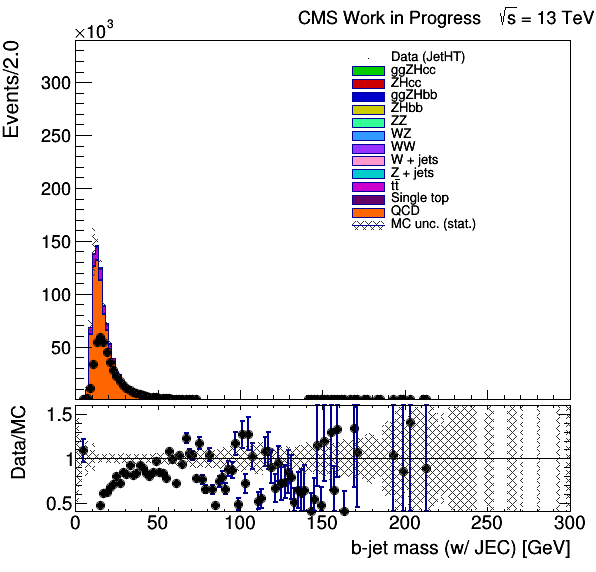 CMS Work in Progress √s = 13 TeV
×10³
Events/2.0
300
250
200
150
100
50
Data (JetHT)
ggZHcc
ZHcc
ggZHbb
ZHbb
ZZ
WZ
WW
W + jets
Z + jets
tt̄
Single top
QCD
MC unc. (stat.)
Data/MC
1.5
1
0.5
0 50 100 150 200 250 300
b-jet mass (w/ JEC) [GeV]